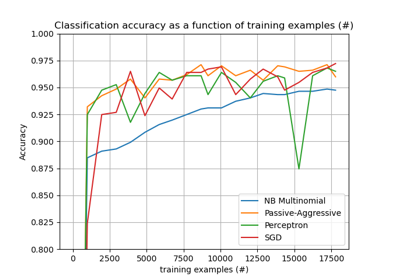 Classification accuracy as a function of training examples (#)
1.000
0.975
0.950
0.925
0.900
0.875
0.850
0.825
0.800
Accuracy
NB Multinomial
Passive-Aggressive
Perceptron
SGD
0 2500 5000 7500 10000 12500 15000 17500
training examples (#)